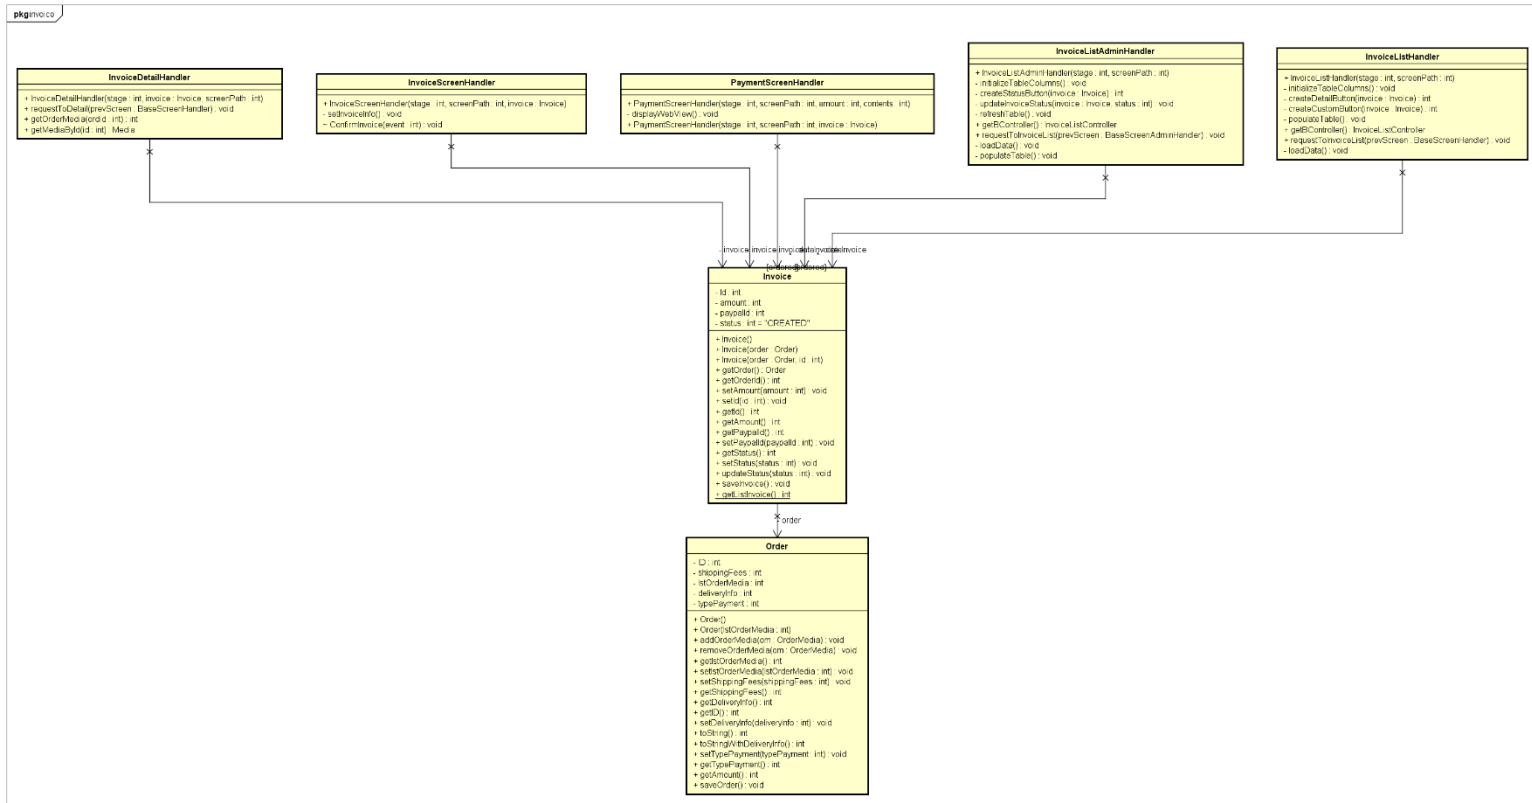 pkg invoice
InvoiceDetailHandler
+ InvoiceDetailHandler(stage : int, invoice : Invoice, screenPath : int)
+ requestToDetail(prevScreen : BaseScreenHandler) : void
+ getOrderMedia(ordId : int) : int
+ getMediaById(id : int) : Media
InvoiceScreenHandler
+ InvoiceScreenHandler(stage : int, screenPath : int, invoice : Invoice)
- setInvoiceInfo() : void
~ ConfirmInvoice(event : int) : void
PaymentScreenHandler
+ PaymentScreenHandler(stage : int, screenPath : int, amount : int, contents : int)
- displayWebView() : void
+ PaymentScreenHandler(stage : int, screenPath : int, invoice : Invoice)
InvoiceListAdminHandler
+ InvoiceListAdminHandler(stage : int, screenPath : int)
- initializeTableColumns() : void
- createStatusButton(invoice : Invoice) : int
- updateInvoiceStatus(invoice : Invoice, status : int) : void
- refreshTable() : void
+ getBController() : InvoiceListController
+ requestToInvoiceList(prevScreen : BaseScreenAdminHandler) : void
- loadData() : void
- populateTable() : void
InvoiceListHandler
+ InvoiceListHandler(stage : int, screenPath : int)
- initializeTableColumns() : void
- createDetailButton(invoice : Invoice) : int
- createCustomButton(invoice : Invoice) : int
- populateTable() : void
+ getBController() : InvoiceListController
+ requestToInvoiceList(prevScreen : BaseScreenHandler) : void
- loadData() : void
- invoice
invoice
Invoice
- Id : int
- amount : int
- paypalId : int
- status : int = "CREATED"
+ Invoice()
+ Invoice(order : Order)
+ Invoice(order : Order, id : int)
+ getOrder() : Order
+ getOrderId() : int
+ setAmount(amount : int) : void
+ setId(id : int) : void
+ getId() : int
+ getAmount() : int
+ getPaypalId() : int
+ setPaypalId(paypalId : int) : void
+ getStatus() : int
+ setStatus(status : int) : void
+ updateStatus(status : int) : void
+ saveInvoice() : void
+ getListInvoice() : int
- order
Order
- ID : int
- shippingFees : int
- lstOrderMedia : int
- deliveryInfo : int
- typePayment : int
+ Order()
+ Order(lstOrderMedia : int)
+ addOrderMedia(om : OrderMedia) : void
+ removeOrderMedia(om : OrderMedia) : void
+ getlstOrderMedia() : int
+ setlstOrderMedia(lstOrderMedia : int) : void
+ setShippingFees(shippingFees : int) : void
+ getShippingFees() : int
+ getDeliveryInfo() : int
+ getID() : int
+ setDeliveryInfo(deliveryInfo : int) : void
+ toString() : int
+ toStringWithDeliveryInfo() : int
+ setTypePayment(typePayment : int) : void
+ getTypePayment() : int
+ getAmount() : int
+ saveOrder() : void